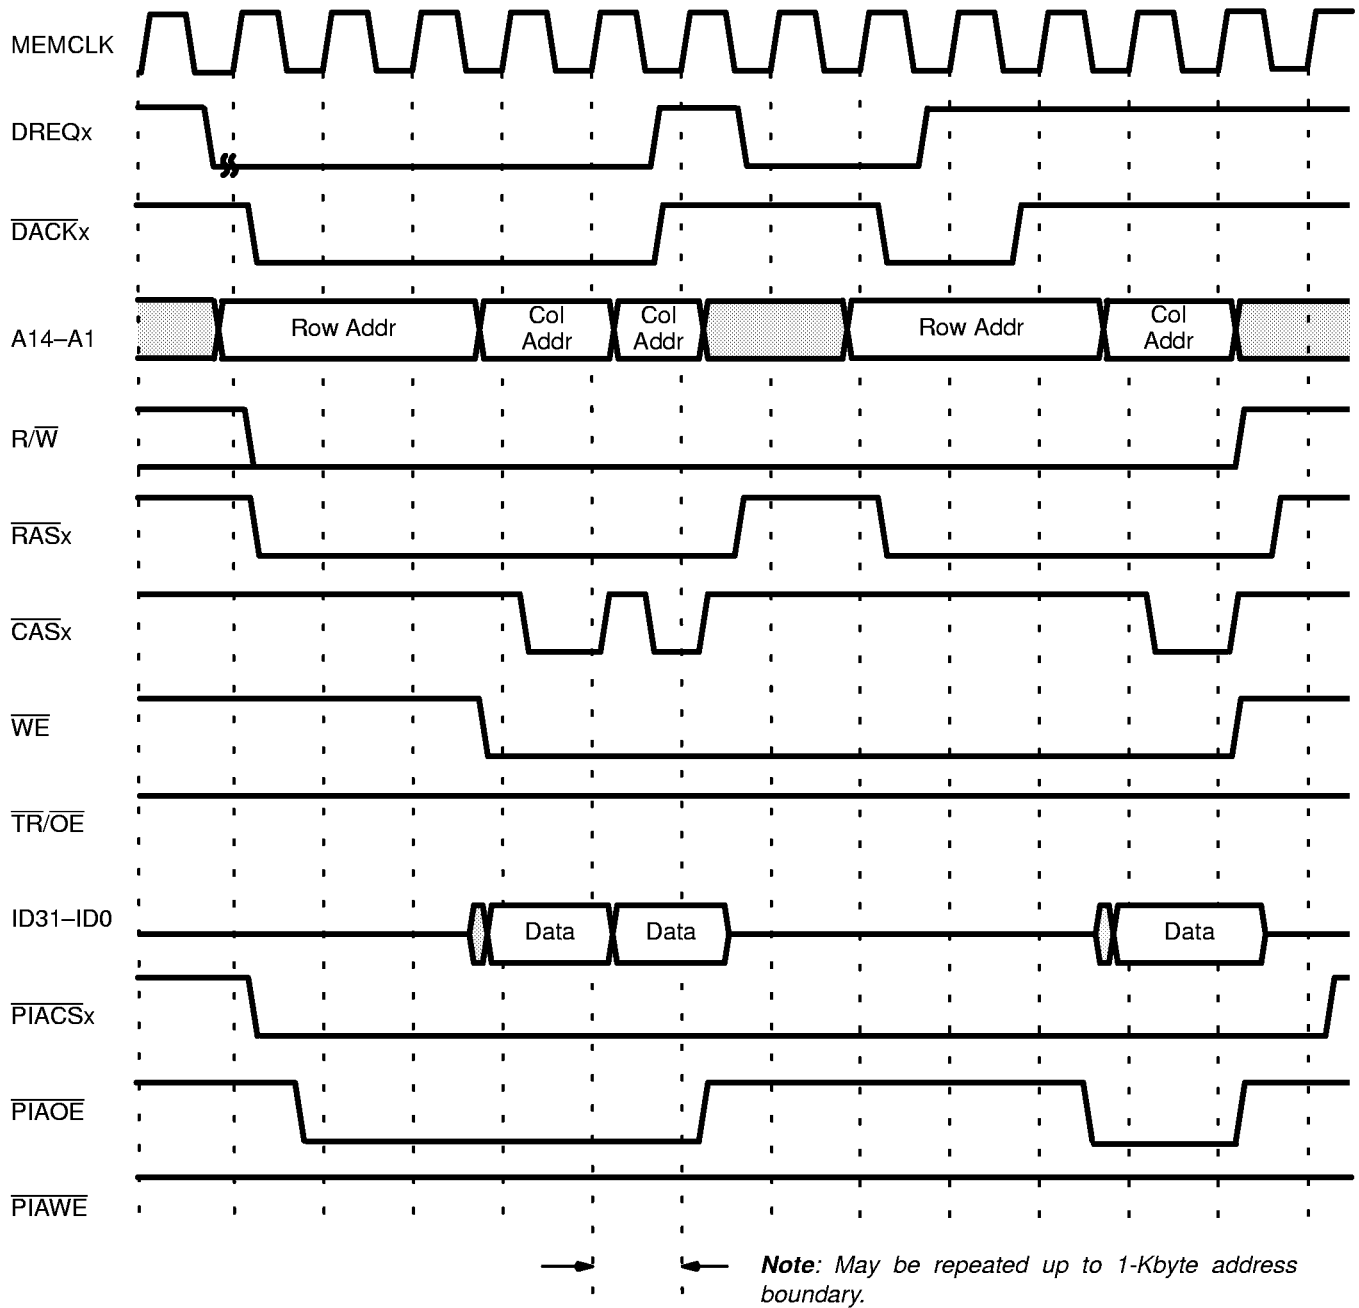 MEMCLK
DREQx
DACKx
A14–A1
Row Addr
Col
Addr
Col
Addr
Row Addr
Col
Addr
R/W
RASx
CASx
WE
TR/OE
ID31–ID0
Data
Data
Data
PIACSx
PIAOE
PIAWE
Note: May be repeated up to 1-Kbyte address
boundary.